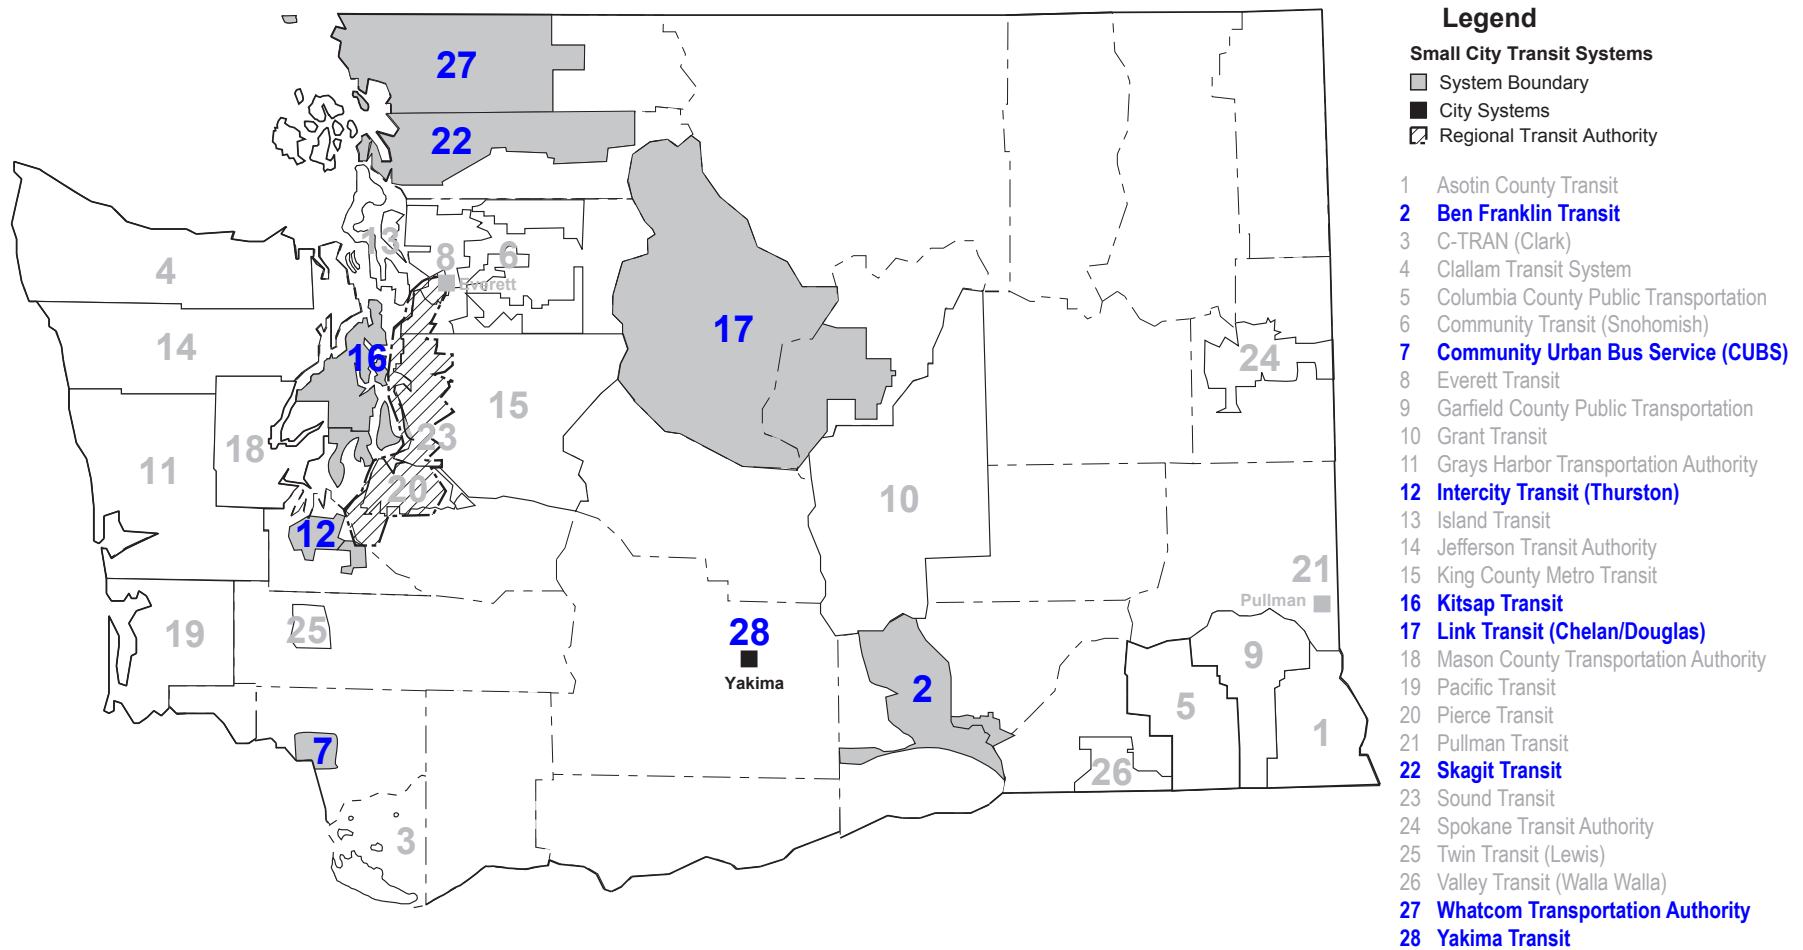 27
22
13
8
6
Everett
4
17
14
16
24
15
23
18
11
20
10
12
21
Pullman
28
19
25
9
Yakima
2
5
1
7
26
3
Legend
Small City Transit Systems
System Boundary
City Systems
Regional Transit Authority
1 Asotin County Transit
2 Ben Franklin Transit
3 C-TRAN (Clark)
4 Clallam Transit System
5 Columbia County Public Transportation
6 Community Transit (Snohomish)
7 Community Urban Bus Service (CUBS)
8 Everett Transit
9 Garfield County Public Transportation
10 Grant Transit
11 Grays Harbor Transportation Authority
12 Intercity Transit (Thurston)
13 Island Transit
14 Jefferson Transit Authority
15 King County Metro Transit
16 Kitsap Transit
17 Link Transit (Chelan/Douglas)
18 Mason County Transportation Authority
19 Pacific Transit
20 Pierce Transit
21 Pullman Transit
22 Skagit Transit
23 Sound Transit
24 Spokane Transit Authority
25 Twin Transit (Lewis)
26 Valley Transit (Walla Walla)
27 Whatcom Transportation Authority
28 Yakima Transit